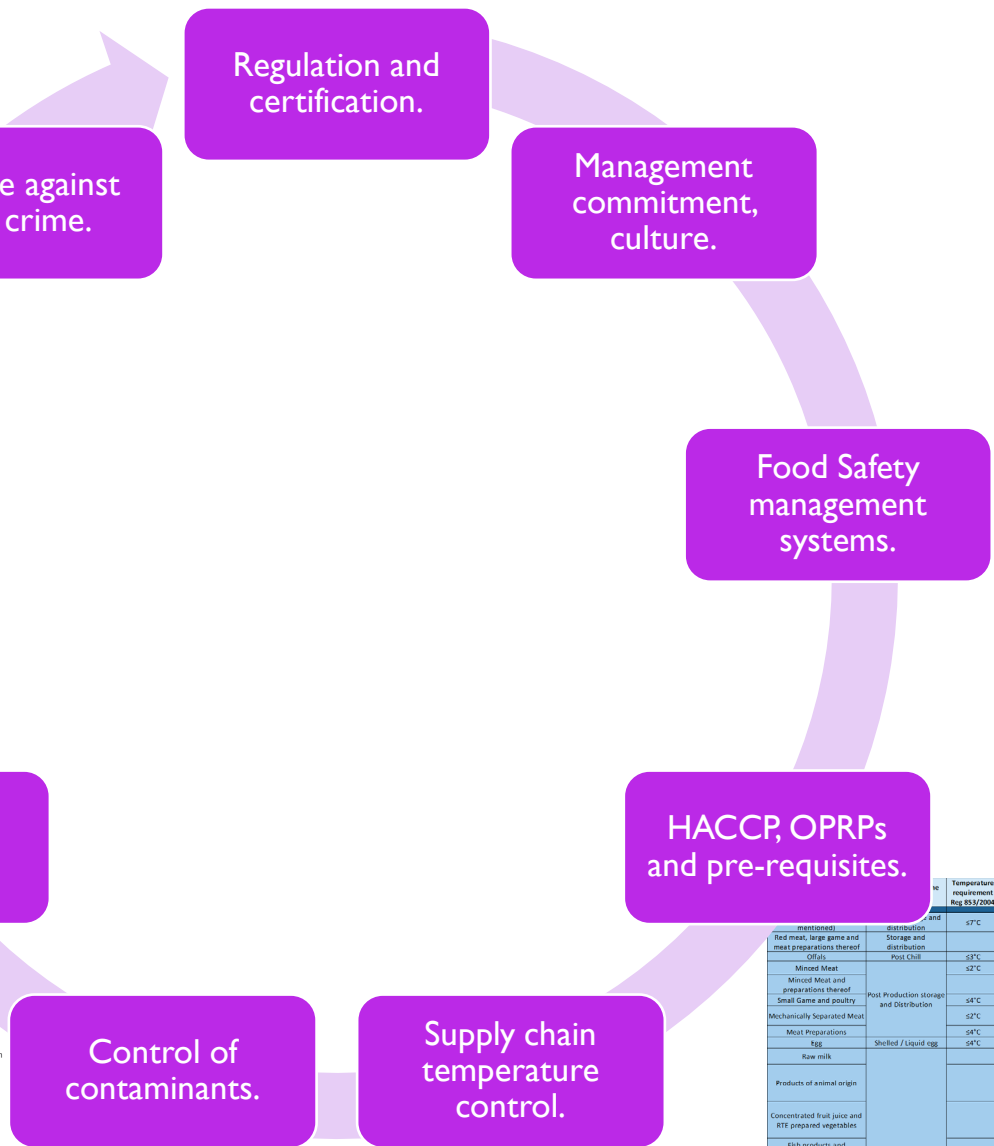 Regulation and
certification.
Management
commitment,
culture.
against
crime.
Food Safety
management
systems.
HACCP, OPRPs
and pre-requisites.
Supply chain
temperature
control.
Control of
contaminants.
Temperature
requirement
Reg 853/2004
mentioned)
and
distribution
≤7°C
Red meat, large game and
meat preparations thereof
Storage and
distribution
Offals
Post Chill
≤3°C
Minced Meat
≤2°C
Minced Meat and
preparations thereof
Post Production storage
and Distribution
Small Game and poultry
≤4°C
Mechanically Separated Meat
≤2°C
Meat Preparations
≤4°C
Egg
Shelled / Liquid egg
≤4°C
Raw milk
Products of animal origin
Concentrated fruit juice and
RTE prepared vegetables
Fish products and